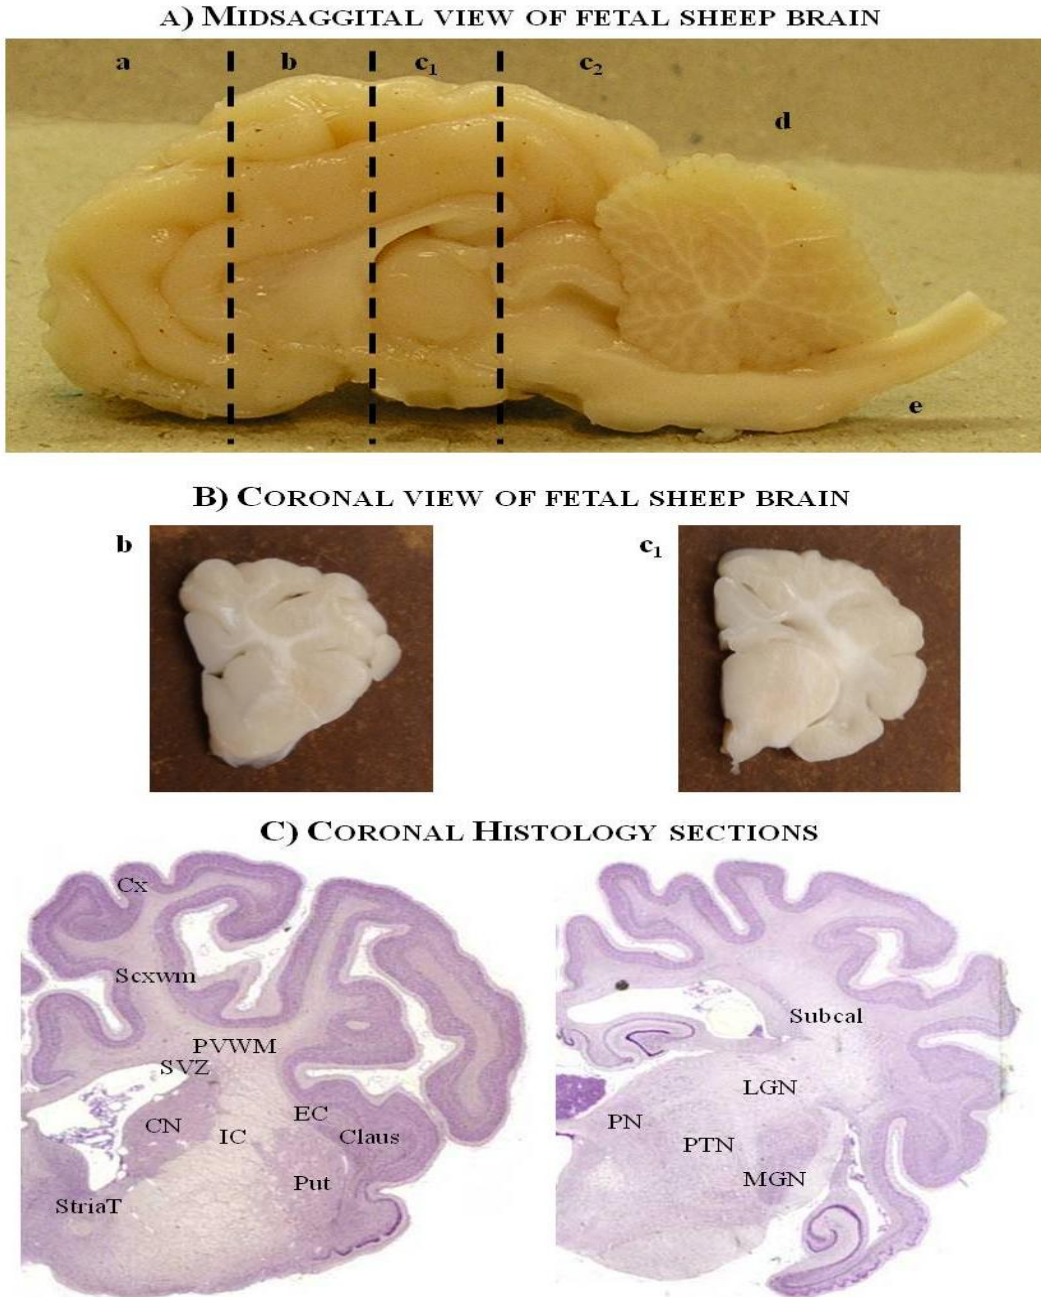 A) MIDSAGGITAL VIEW OF FETAL SHEEP BRAIN
a b c₁ c₂
d
e
B) CORONAL VIEW OF FETAL SHEEP BRAIN
b c₁
C) CORONAL HISTOLOGY SECTIONS
Cx
Scxwm
PVWM
SVZ
EC
CN IC Claus
Put
StriaT
Subcal
LGN
PN
PTN
MGN